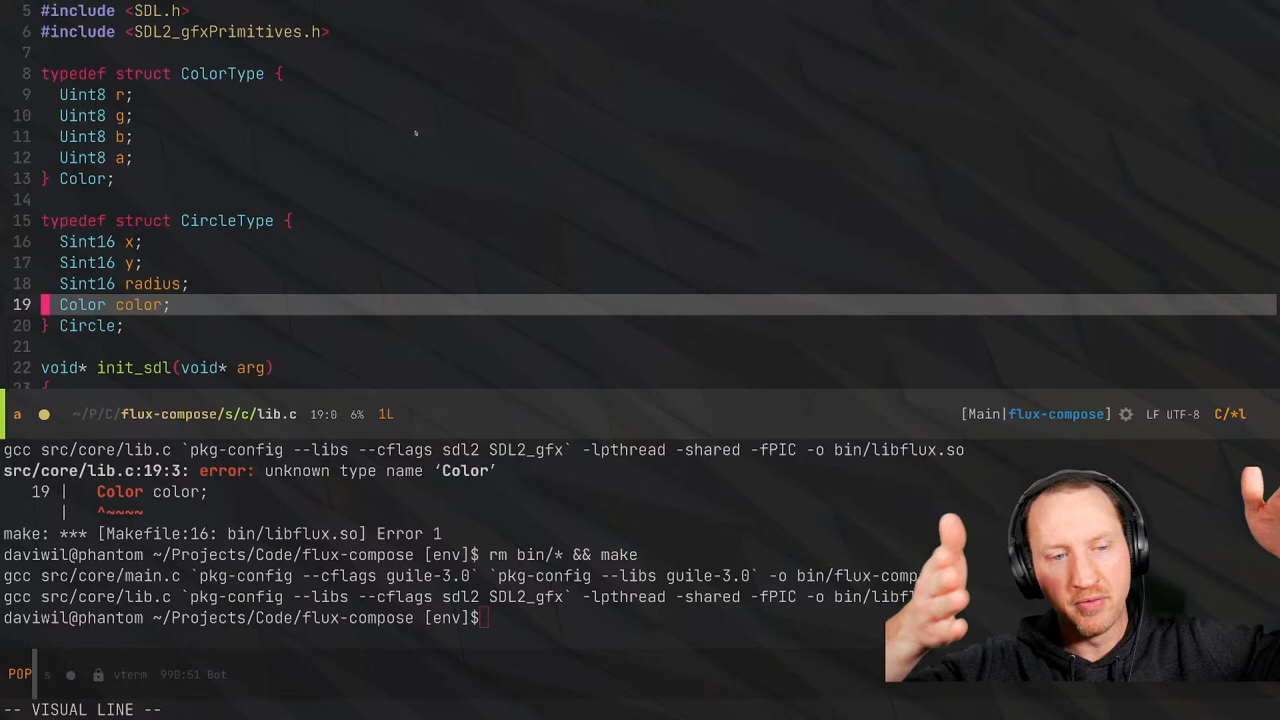 5 #include <SDL.h>
6 #include <SDL2_gfxPrimitives.h>
7
8 typedef struct ColorType {
9 Uint8 r;
10 Uint8 g;
11 Uint8 b;
12 Uint8 a;
13 } Color;
14
15 typedef struct CircleType {
16 Sint16 x;
17 Sint16 y;
18 Sint16 radius;
19 Color color;
20 } Circle;
21
22 void* init_sdl(void* arg)
23 {
a ~/P/C/flux-compose/s/c/lib.c 19:0 6% 1L [Main|flux-compose] LF UTF-8 C/*l
gcc src/core/lib.c `pkg-config --libs --cflags sdl2 SDL2_gfx` -lpthread -shared -fPIC -o bin/libflux.so
src/core/lib.c:19:3: error: unknown type name ‘Color’
19 | Color color;
| ^~~~~
make: *** [Makefile:16: bin/libflux.so] Error 1
daviwil@phantom ~/Projects/Code/flux-compose [env]$ rm bin/* && make
gcc src/core/main.c `pkg-config --cflags guile-3.0` `pkg-config --libs guile-3.0` -o bin/flux-comp
gcc src/core/lib.c `pkg-config --libs --cflags sdl2 SDL2_gfx` -lpthread -shared -fPIC -o bin/libf
daviwil@phantom ~/Projects/Code/flux-compose [env]$
POP s vterm 990:51 Bot
-- VISUAL LINE --